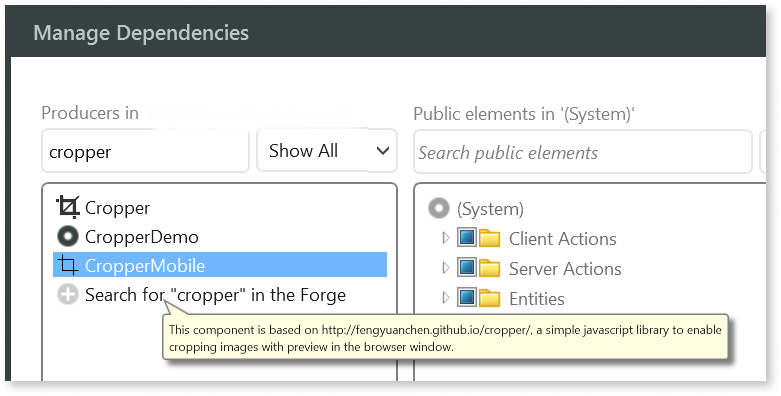 Manage Dependencies
Producers in
Public elements in '(System)'
cropper
Show All
Search public elements
Cropper
CropperDemo
CropperMobile
Search for "cropper" in the Forge
(System)
Client Actions
Server Actions
Entities
This component is based on http://fengyuanchen.github.io/cropper/, a simple javascript library to enable
cropping images with preview in the browser window.